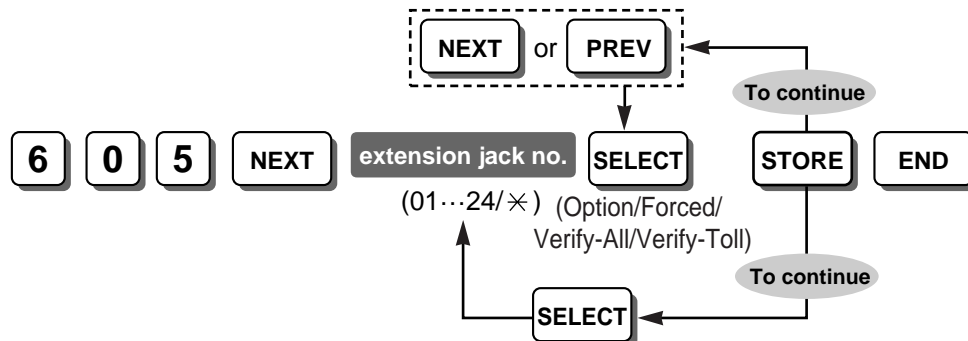 NEXT or PREV
To continue
6 0 5 NEXT extension jack no. SELECT STORE END
(01···24/✳) (Option/Forced/
Verify-All/Verify-Toll)
To continue
SELECT